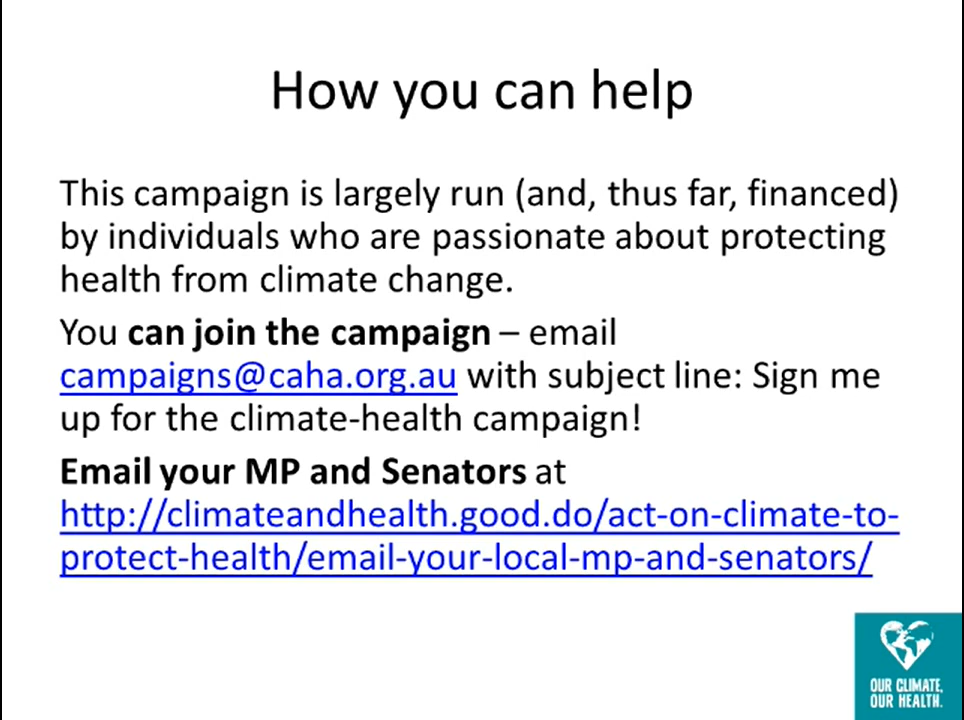 How you can help
This campaign is largely run (and, thus far, financed)
by individuals who are passionate about protecting
health from climate change.
You can join the campaign – email
campaigns@caha.org.au with subject line: Sign me
up for the climate-health campaign!
Email your MP and Senators at
http://climateandhealth.good.do/act-on-climate-to-
protect-health/email-your-local-mp-and-senators/
OUR CLIMATE,
OUR HEALTH.